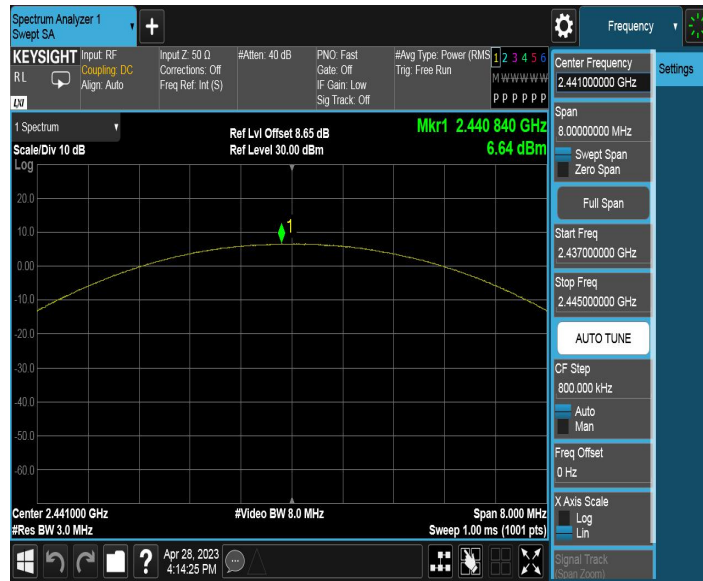 Spectrum Analyzer 1
Swept SA
Frequency
KEYSIGHT
RL
LXI
Input: RF
Coupling: DC
Align: Auto
Input Z: 50 Ω
Corrections: Off
Freq Ref: Int (S)
#Atten: 40 dB
PNO: Fast
Gate: Off
IF Gain: Low
Sig Track: Off
#Avg Type: Power (RMS
Trig: Free Run
1 2 3 4 5 6
M W W W W W
P P P P P P
1 Spectrum
Scale/Div 10 dB
Log
Ref Lvl Offset 8.65 dB
Ref Level 30.00 dBm
Mkr1 2.440 840 GHz
6.64 dBm
20.0
10.0
0.00
-10.0
-20.0
-30.0
-40.0
-50.0
-60.0
1
Center 2.441000 GHz
#Res BW 3.0 MHz
#Video BW 8.0 MHz
Span 8.000 MHz
Sweep 1.00 ms (1001 pts)
?
Apr 28, 2023
4:14:25 PM
Center Frequency
2.441000000 GHz
Settings
Span
8.00000000 MHz
Swept Span
Zero Span
Full Span
Start Freq
2.437000000 GHz
Stop Freq
2.445000000 GHz
AUTO TUNE
CF Step
800.000 kHz
Auto
Man
Freq Offset
0 Hz
X Axis Scale
Log
Lin
Signal Track
(Span Zoom)